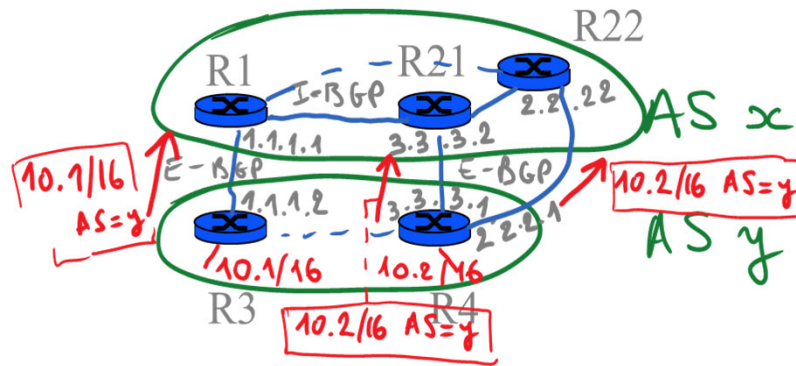 R22
R1
R21
I-BGP
2.2.22
1.1.1.1
3.3.3.2
AS x
10.1/16
AS=y
E-BGP
E-BGP
10.2/16 AS=y
1.1.1.2
3.3.3.1
2.2.2.1
AS y
10.1/16
10.2/16
R3
R4
10.2/16 AS=y